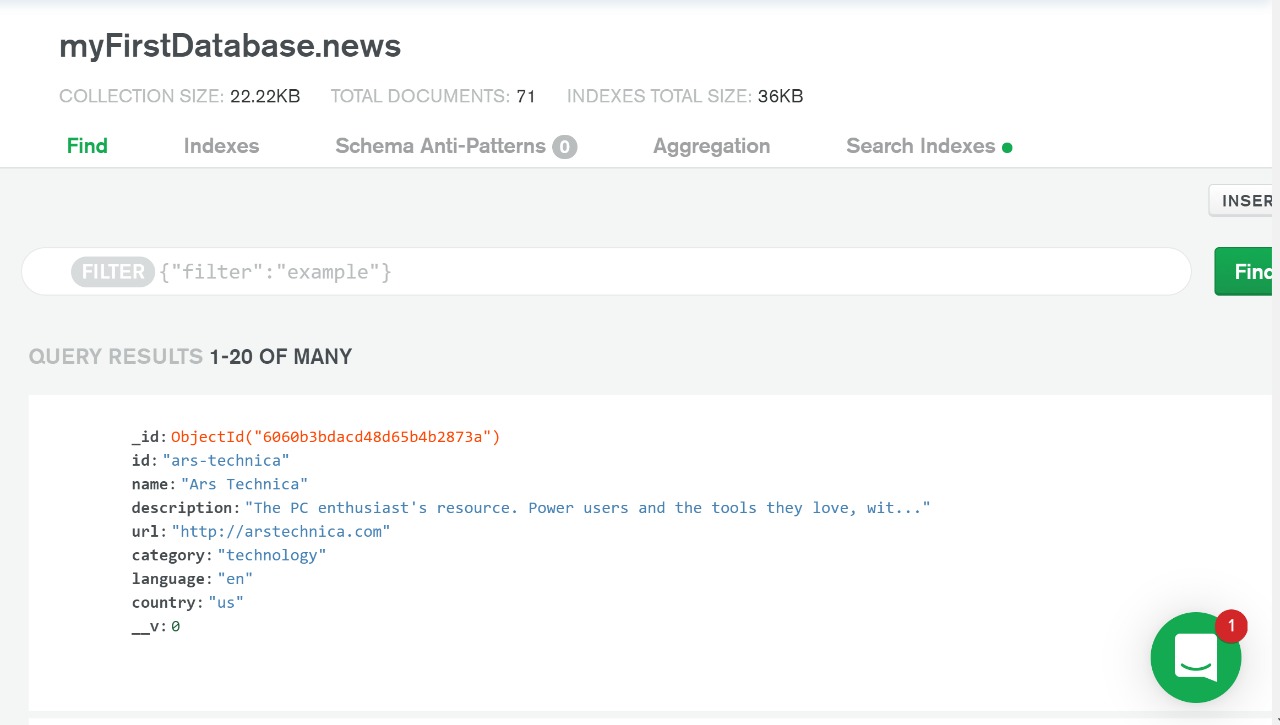 myFirstDatabase.news
COLLECTION SIZE: 22.22KB TOTAL DOCUMENTS: 71 INDEXES TOTAL SIZE: 36KB
Find Indexes Schema Anti-Patterns 0 Aggregation Search Indexes
INSER
FILTER {"filter":"example"}
Find
QUERY RESULTS 1-20 OF MANY
_id: ObjectId("6060b3bdacd48d65b4b2873a")
id: "ars-technica"
name: "Ars Technica"
description: "The PC enthusiast's resource. Power users and the tools they love, wit..."
url: "http://arstechnica.com"
category: "technology"
language: "en"
country: "us"
__v: 0
1